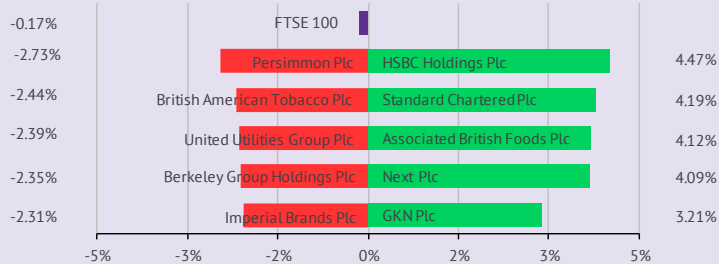 -0.17% FTSE 100
-2.73% Persimmon Plc HSBC Holdings Plc 4.47%
-2.44% British American Tobacco Plc Standard Chartered Plc 4.19%
-2.39% United Utilities Group Plc Associated British Foods Plc 4.12%
-2.35% Berkeley Group Holdings Plc Next Plc 4.09%
-2.31% Imperial Brands Plc GKN Plc 3.21%
-5% -3% -2% 0% 2% 3% 5%